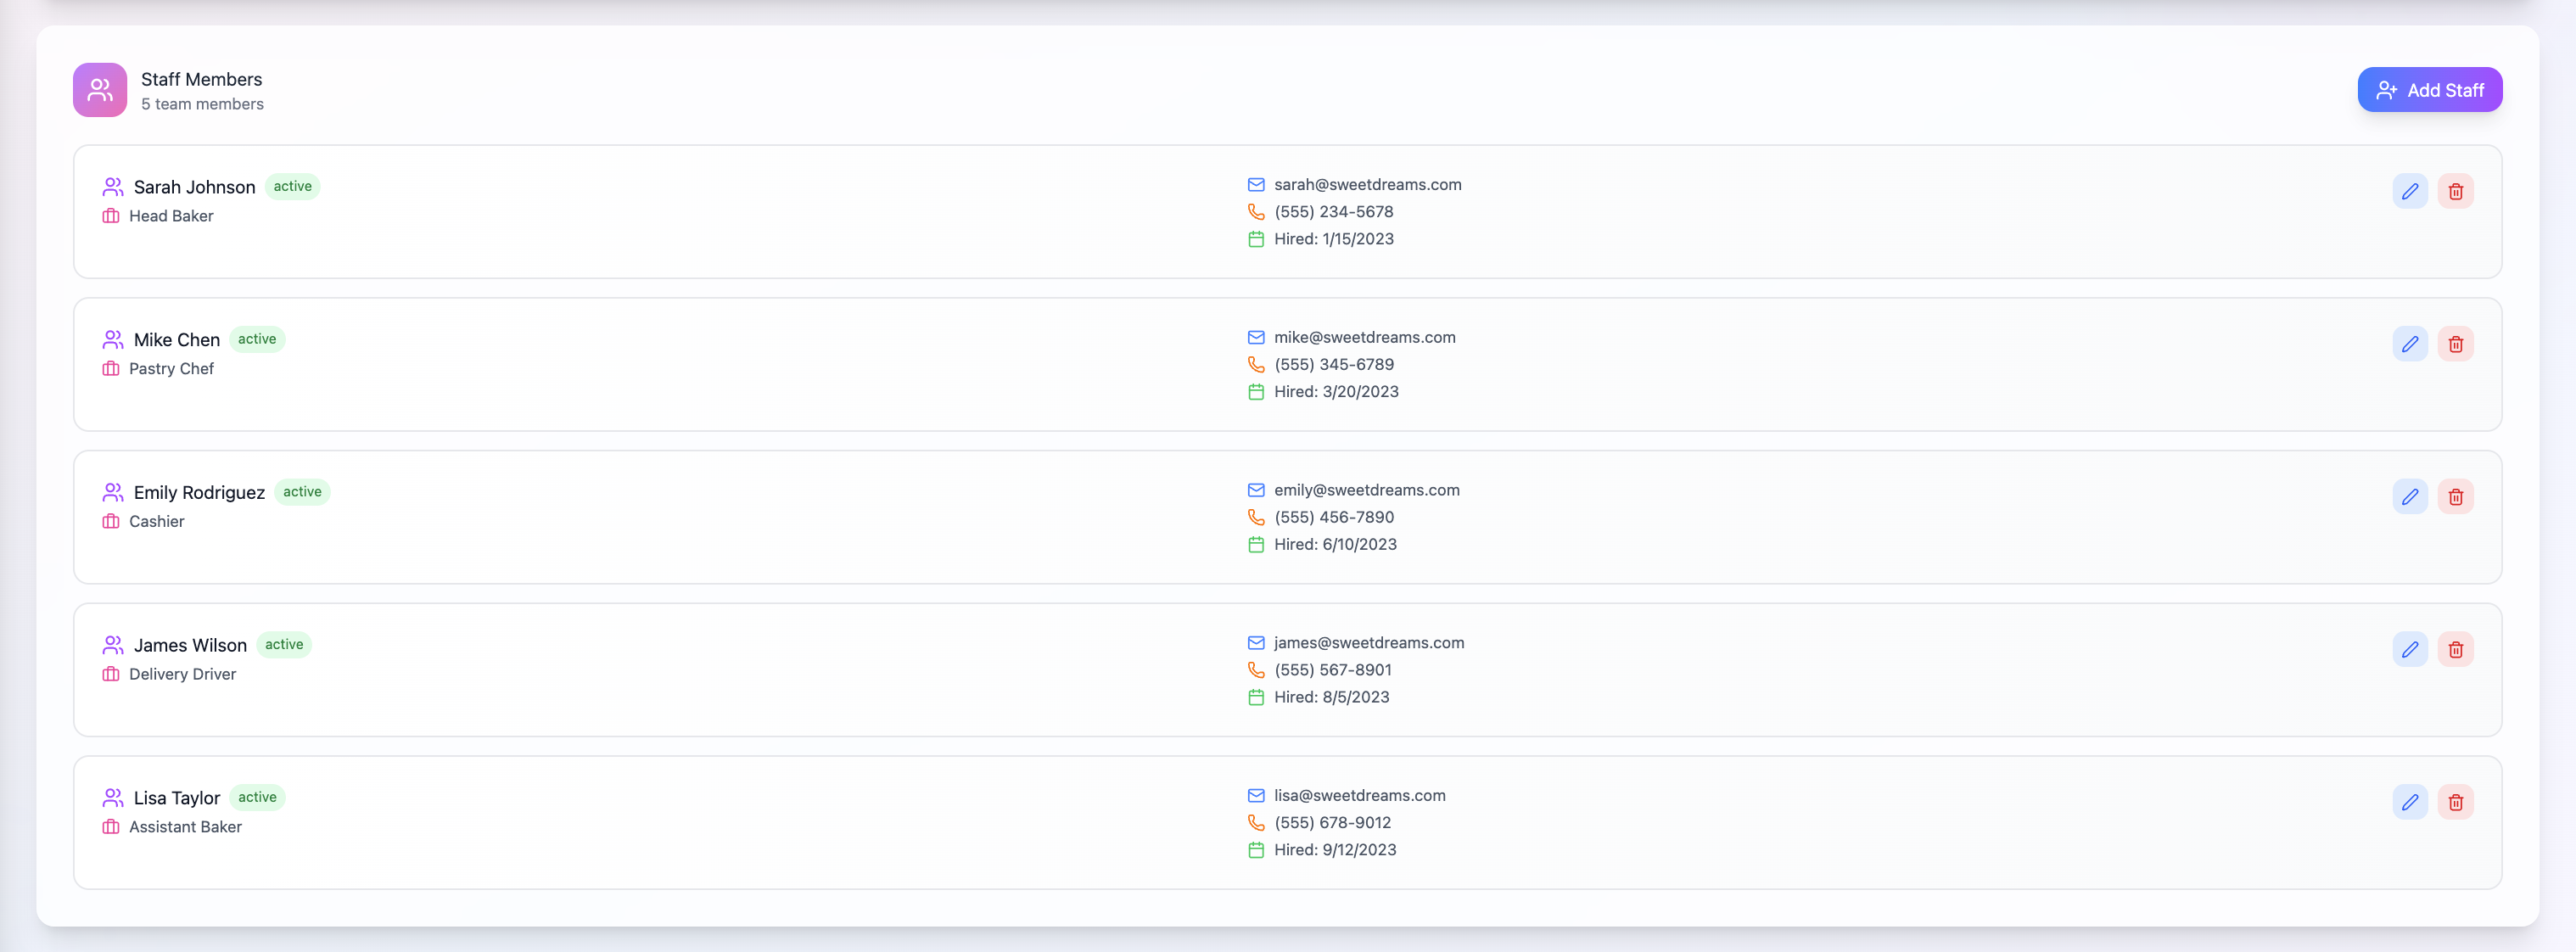 Staff Members
5 team members
Add Staff
Sarah Johnson active
Head Baker
sarah@sweetdreams.com
(555) 234-5678
Hired: 1/15/2023
Mike Chen active
Pastry Chef
mike@sweetdreams.com
(555) 345-6789
Hired: 3/20/2023
Emily Rodriguez active
Cashier
emily@sweetdreams.com
(555) 456-7890
Hired: 6/10/2023
James Wilson active
Delivery Driver
james@sweetdreams.com
(555) 567-8901
Hired: 8/5/2023
Lisa Taylor active
Assistant Baker
lisa@sweetdreams.com
(555) 678-9012
Hired: 9/12/2023